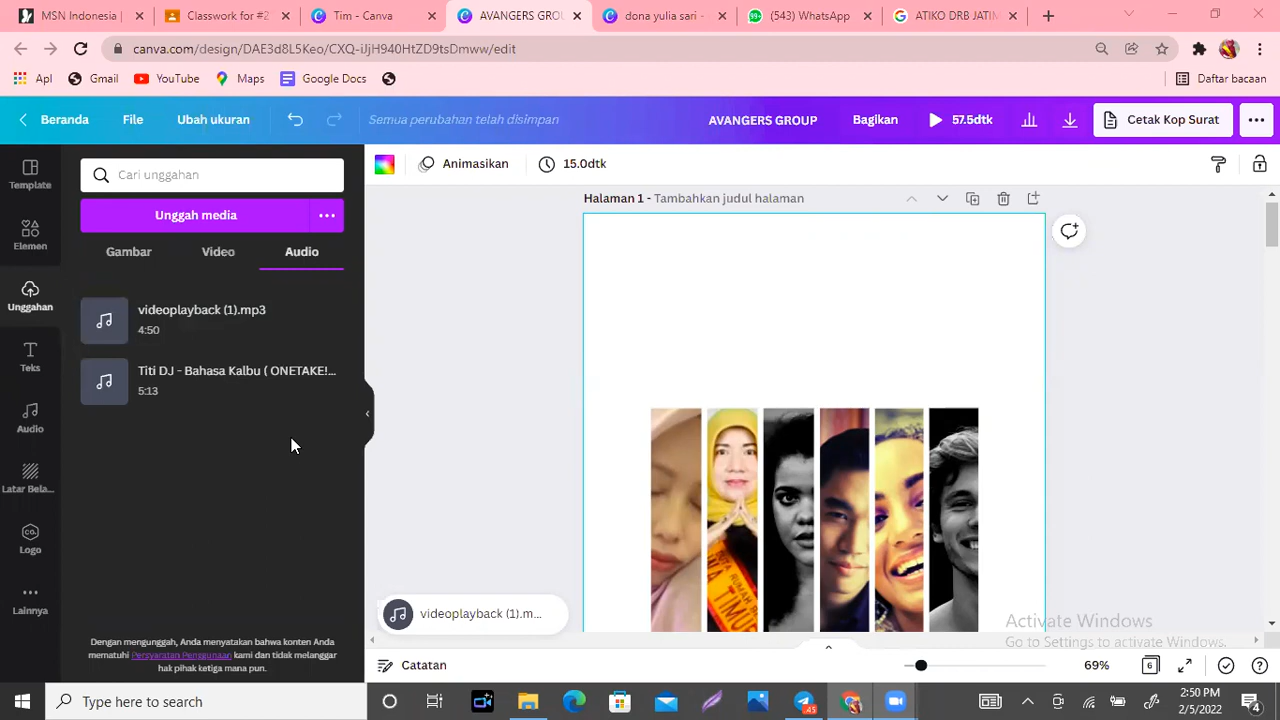 MSN Indonesia
Classwork for #2
Tim - Canva
AVANGERS GROU
dona yulia sari -
(543) WhatsApp
ATIKO DRB JATIM
canva.com/design/DAE3d8L5Keo/CXQ-iJjH940HtZD9tsDmww/edit
Apl
Gmail
YouTube
Maps
Google Docs
Daftar bacaan
Beranda
File
Ubah ukuran
Semua perubahan telah disimpan
AVANGERS GROUP
Bagikan
57.5dtk
Cetak Kop Surat
Template
Elemen
Unggahan
Teks
Audio
Latar Bela...
Logo
Lainnya
Cari unggahan
Unggah media
Gambar
Video
Audio
videoplayback (1).mp3
4:50
Titi DJ - Bahasa Kalbu ( ONETAKE!...
5:13
Dengan mengunggah, Anda menyatakan bahwa konten Anda
mematuhi Persyaratan Penggunaan dan tidak melanggar
hak pihak ketiga mana pun.
Animasikan
15.0dtk
Halaman 1 - Tambahkan judul halaman
videoplayback (1).m...
Activate Windows
Go to Settings to activate Windows.
Catatan
69%
6
Type here to search
2:50 PM
2/5/2022